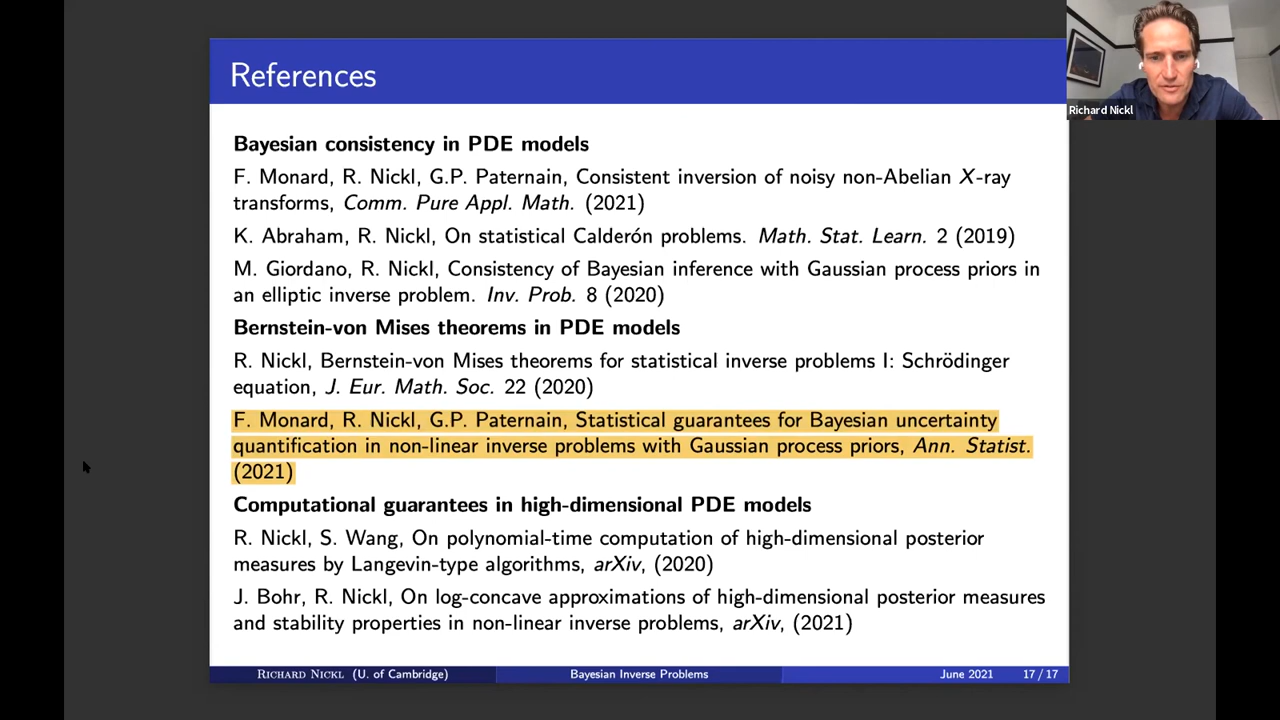 References
Richard Nickl
Bayesian consistency in PDE models
F. Monard, R. Nickl, G.P. Paternain, Consistent inversion of noisy non-Abelian X-ray
transforms, Comm. Pure Appl. Math. (2021)
K. Abraham, R. Nickl, On statistical Calderón problems. Math. Stat. Learn. 2 (2019)
M. Giordano, R. Nickl, Consistency of Bayesian inference with Gaussian process priors in
an elliptic inverse problem. Inv. Prob. 8 (2020)
Bernstein-von Mises theorems in PDE models
R. Nickl, Bernstein-von Mises theorems for statistical inverse problems I: Schrödinger
equation, J. Eur. Math. Soc. 22 (2020)
F. Monard, R. Nickl, G.P. Paternain, Statistical guarantees for Bayesian uncertainty
quantification in non-linear inverse problems with Gaussian process priors, Ann. Statist.
(2021)
Computational guarantees in high-dimensional PDE models
R. Nickl, S. Wang, On polynomial-time computation of high-dimensional posterior
measures by Langevin-type algorithms, arXiv, (2020)
J. Bohr, R. Nickl, On log-concave approximations of high-dimensional posterior measures
and stability properties in non-linear inverse problems, arXiv, (2021)
RICHARD NICKL (U. of Cambridge) Bayesian Inverse Problems June 2021 17 / 17